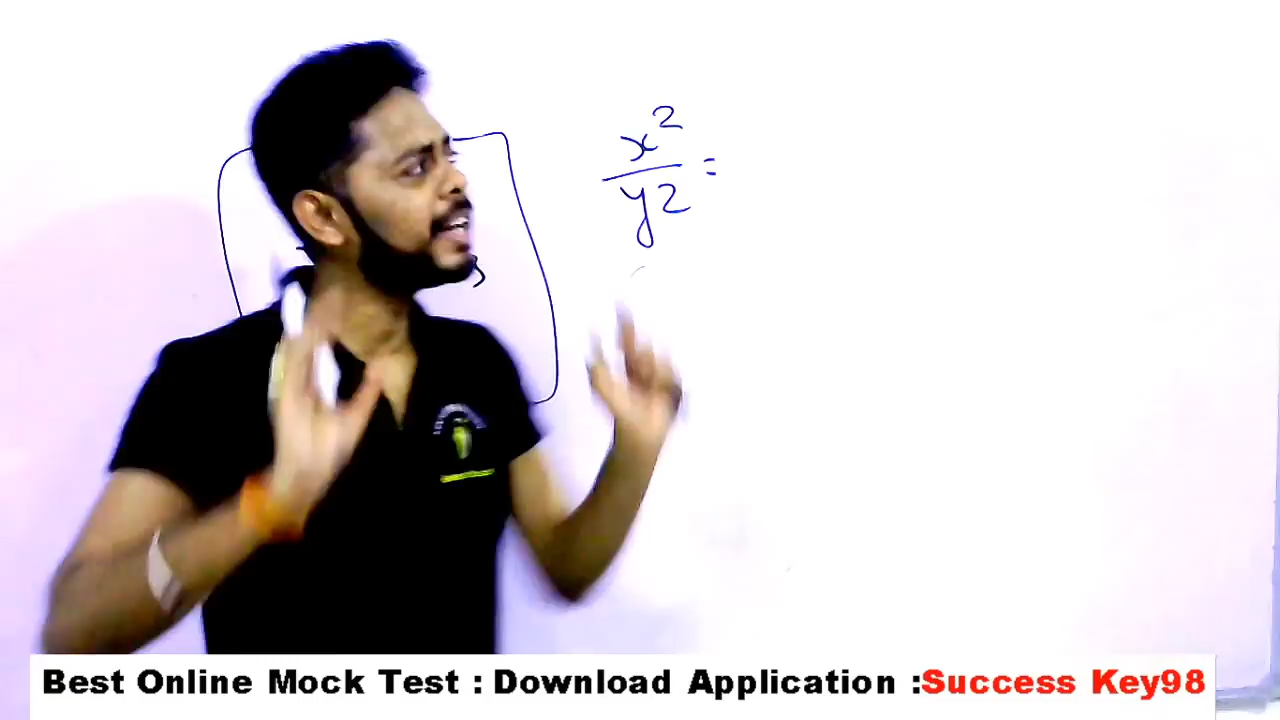 x²
y2 =
Best Online Mock Test : Download Application :Success Key98